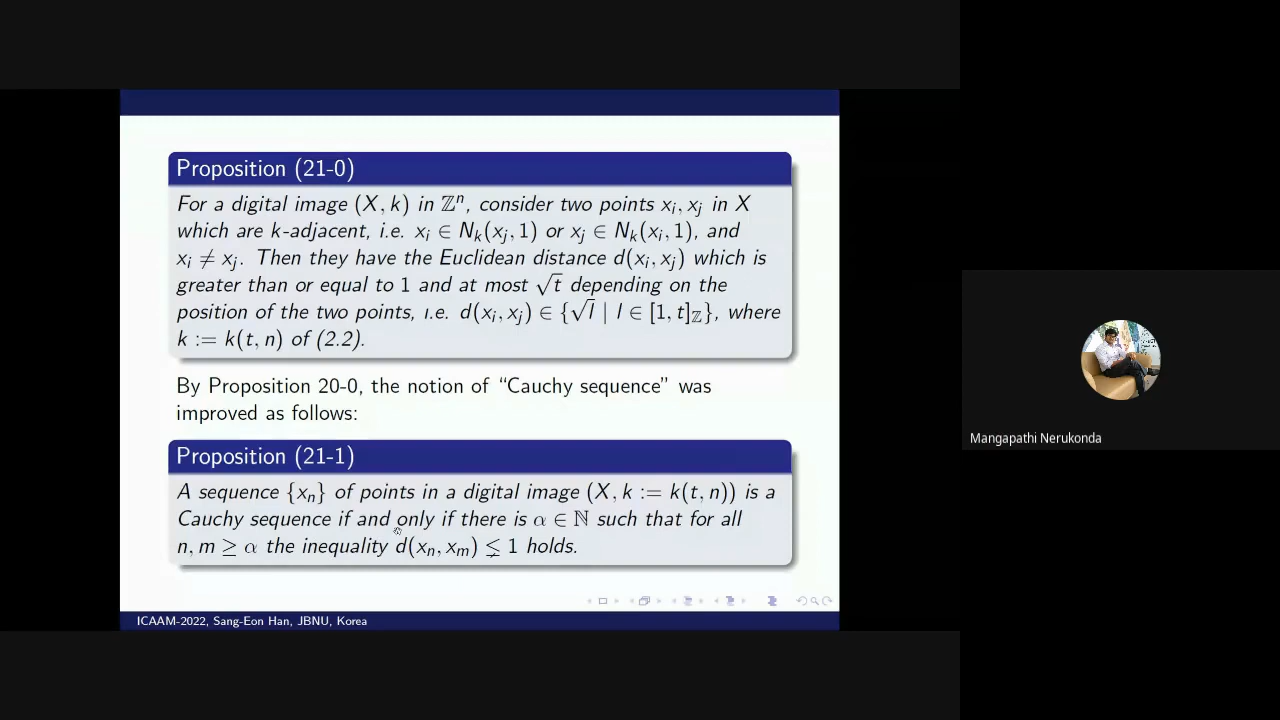 Proposition (21-0)
For a digital image (X, k) in ℤⁿ, consider two points xᵢ, xⱼ in X
which are k-adjacent, i.e. xᵢ ∈ Nₖ(xⱼ, 1) or xⱼ ∈ Nₖ(xᵢ, 1), and
xᵢ ≠ xⱼ. Then they have the Euclidean distance d(xᵢ, xⱼ) which is
greater than or equal to 1 and at most √t depending on the
position of the two points, i.e. d(xᵢ, xⱼ) ∈ {√l | l ∈ [1, t]_ℤ}, where
k := k(t, n) of (2.2).
By Proposition 20-0, the notion of “Cauchy sequence” was
improved as follows:
Proposition (21-1)
A sequence {xₙ} of points in a digital image (X, k := k(t, n)) is a
Cauchy sequence if and only if there is α ∈ ℕ such that for all
n, m ≥ α the inequality d(xₙ, xₘ) ≨ 1 holds.
ICAAM-2022, Sang-Eon Han, JBNU, Korea
Mangapathi Nerukonda